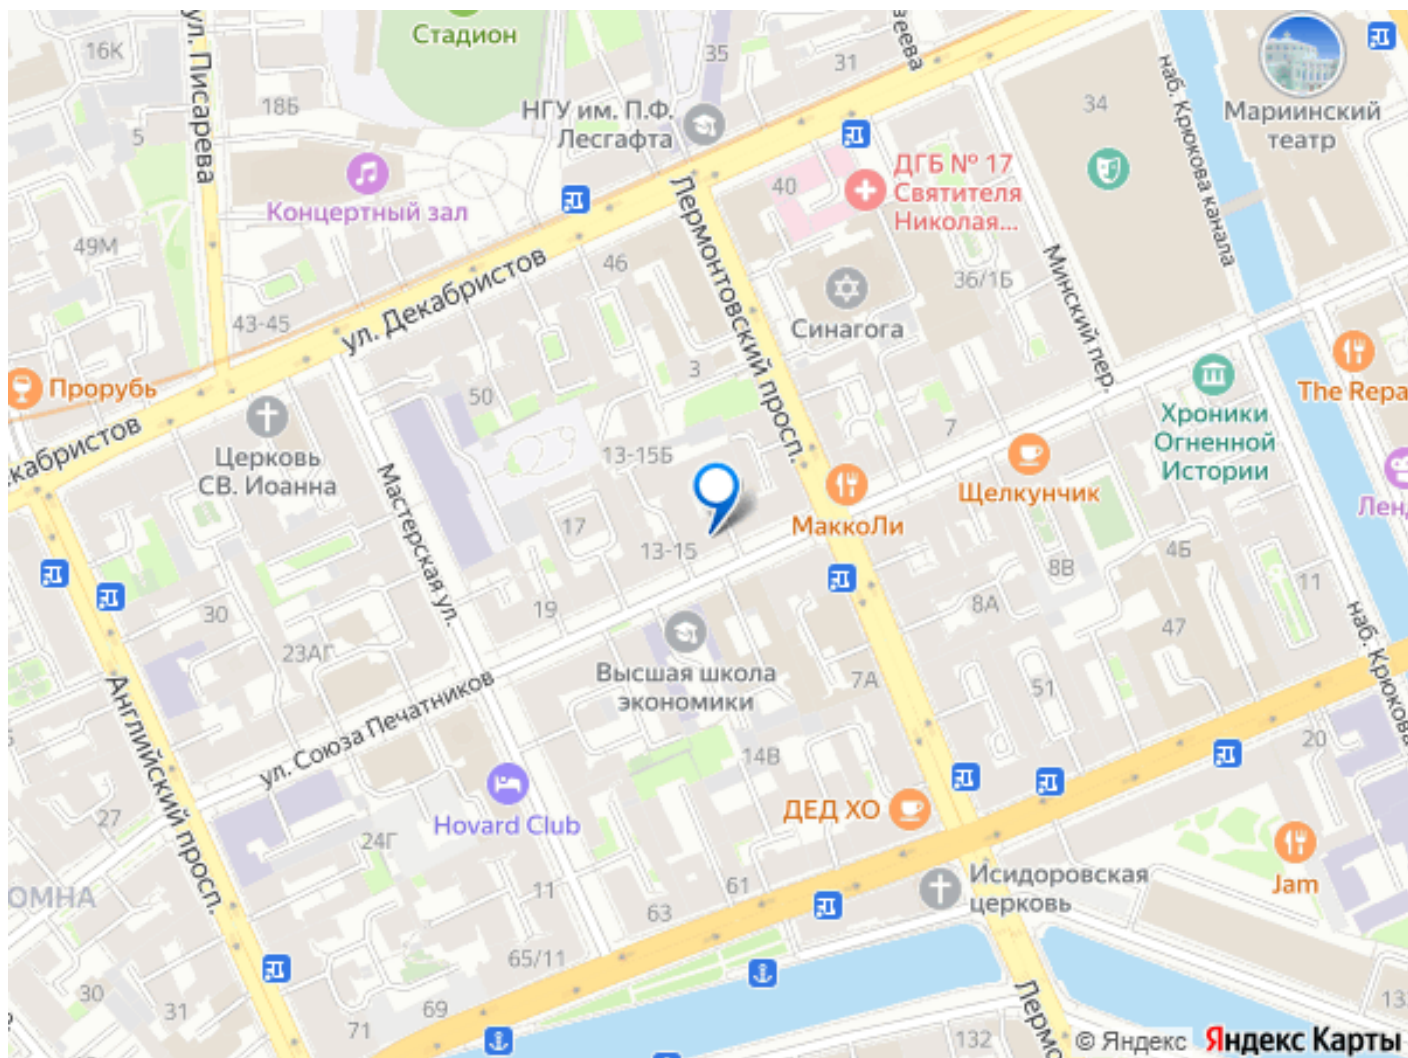 Стадион
16К
ул. Писарева
35
31
34
наб. Крюкова канала
Мариинский
театр
18Б
5
НГУ им. П.Ф.
Лесгафта
ДГБ № 17
Святителя
Николая...
40
Концертный зал
Лермонтовский просп.
49М
46
ул. Декабристов
Синагога
36/1Б
Минский пер.
43-45
3
Прорубь
50
The Repa
Хроники
Огненной
Истории
7
Церковь
СВ. Иоанна
кабристов
13-15Б
Щелкунчик
МаккоЛи
Мастерская ул.
17
13-15
8В
4Б
11
19
8А
30
23АГ
47
наб. Крюкова
Высшая школа
экономики
7А
51
Английский просп.
ул. Союза Печатников
14В
20
27
Hovard Club
ДЕД ХО
24Г
Jam
ОМНА
11
61
63
Исидоровская
церковь
65/11
30
31
69
71
Лермо
132
13
© Яндекс
Яндекс Карты